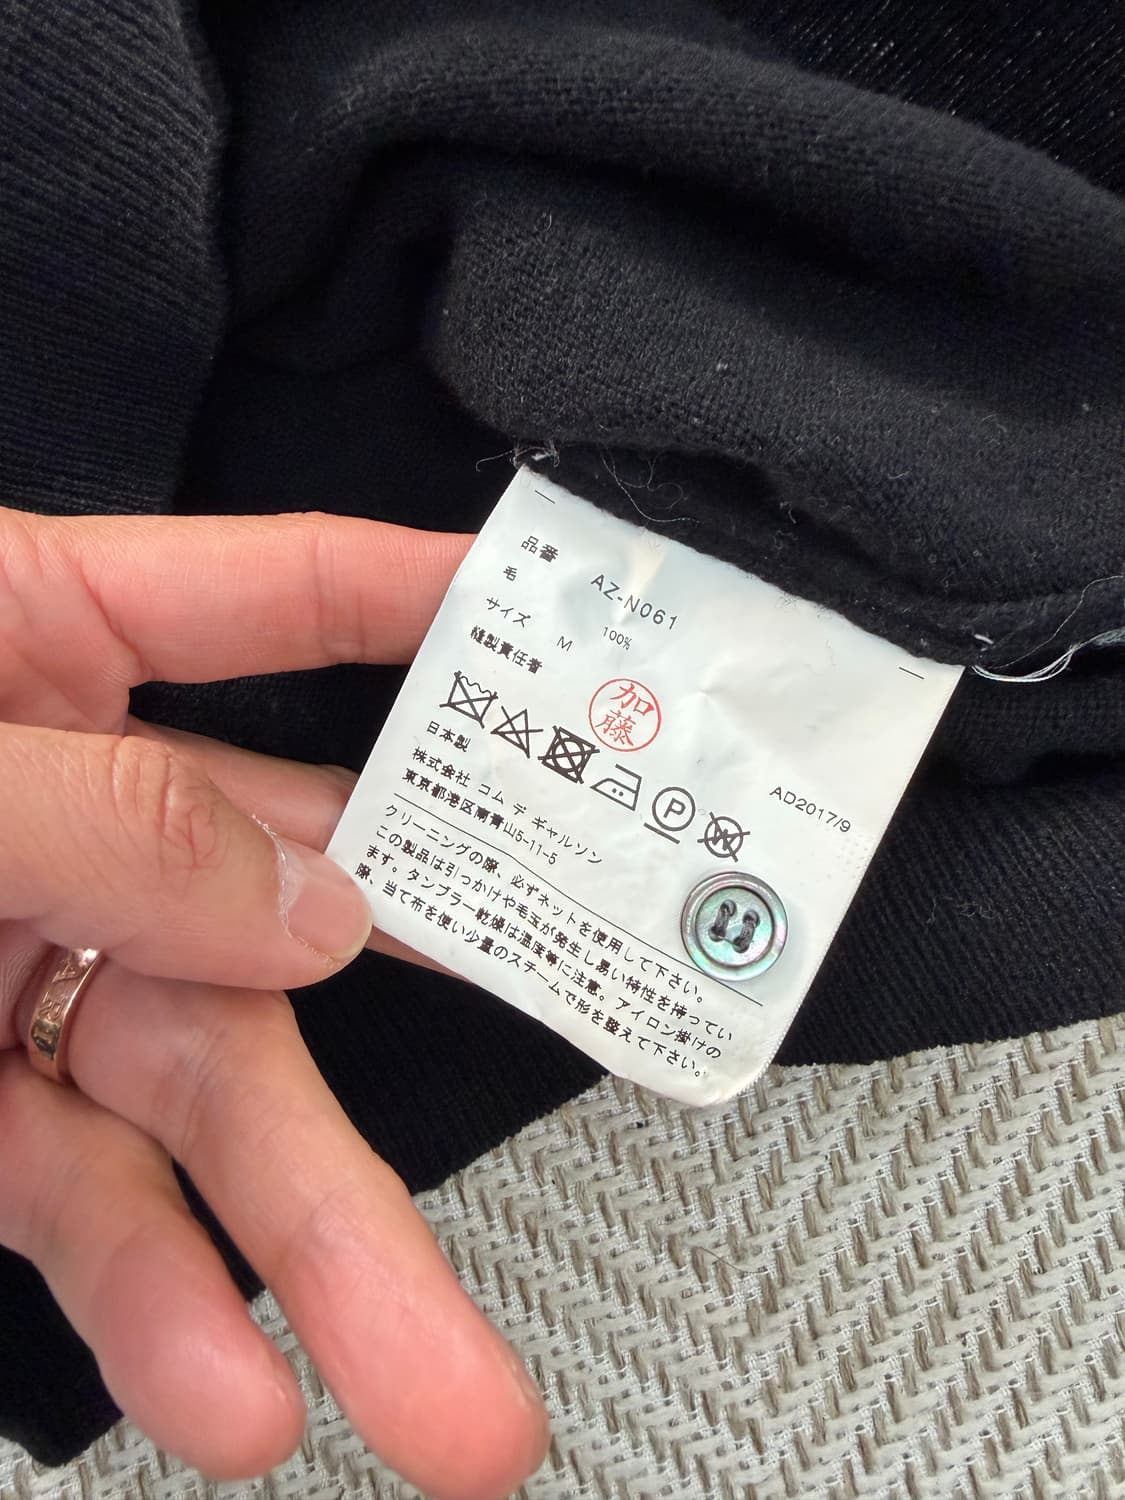 品番 AZ-N061
毛 100%
サイズ M
縫製責任者
加藤
P
W
AD2017/9
日本製
株式会社 コム デ ギャルソン
東京都港区南青山5-11-5
クリーニングの際、必ずネットを使用して下さい。
この製品は引っかけや毛玉が発生し易い特性を持ってい
ます。タンブラー乾燥は温度等に注意。アイロン掛けの
際、当て布を使い少量のスチームで形を整えて下さい。